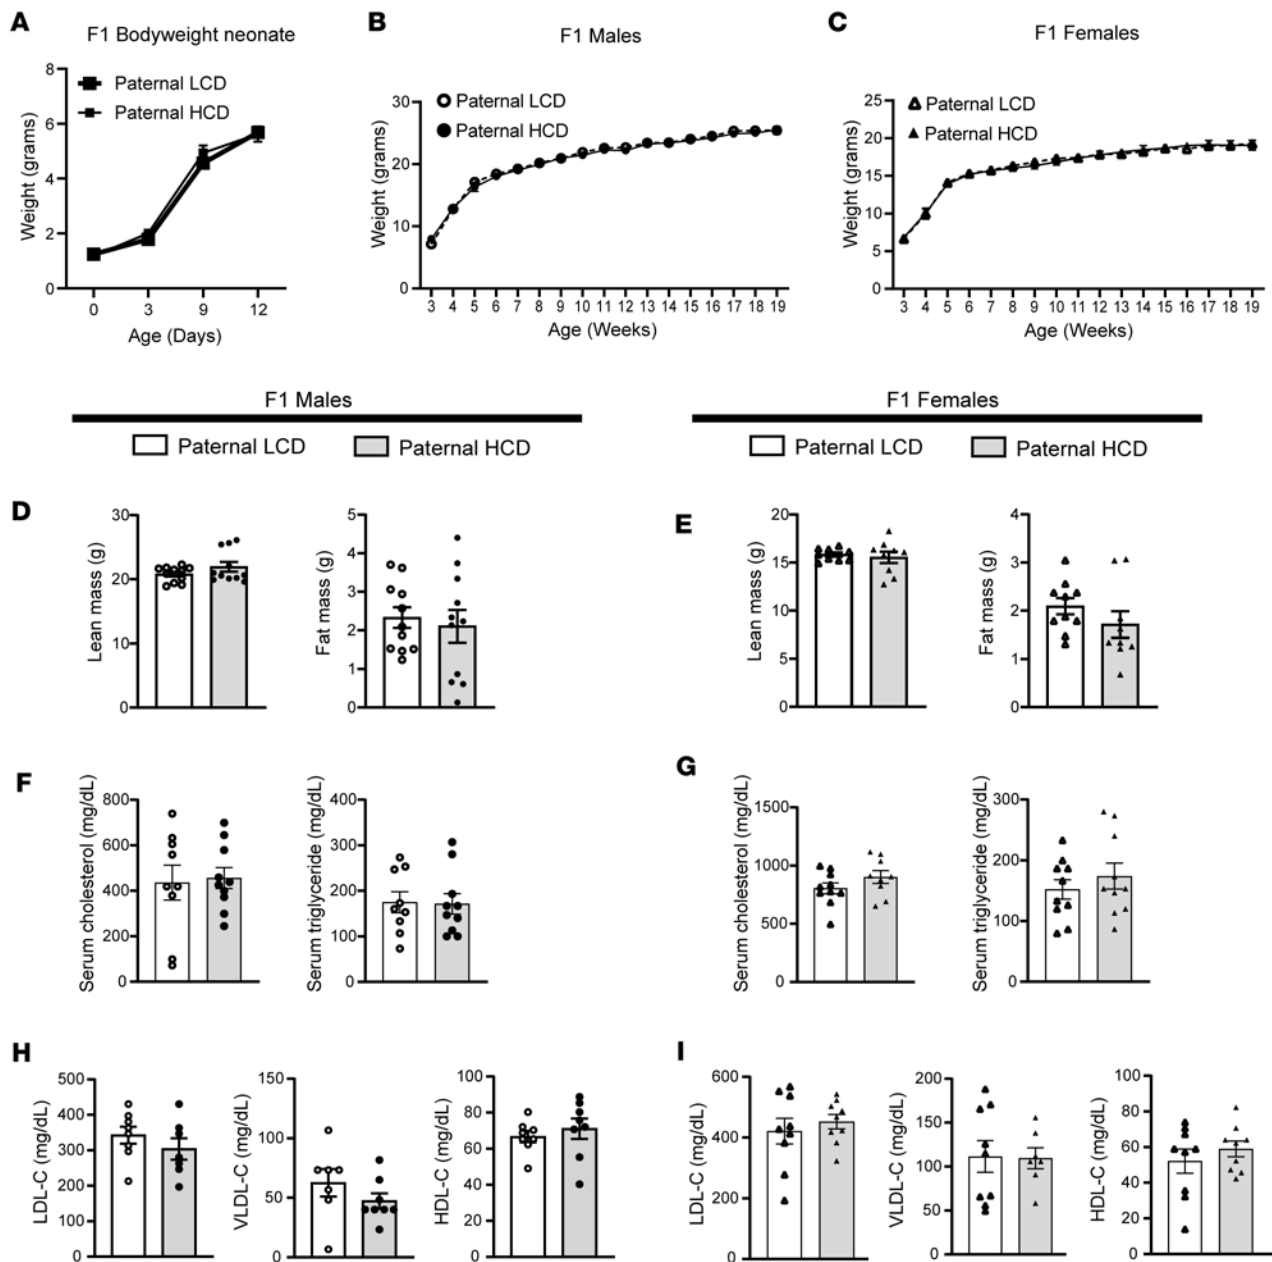 A
F1 Bodyweight neonate
Paternal LCD
Paternal HCD
Weight (grams)
8
6
4
2
0
0 3 9 12
Age (Days)
B
F1 Males
Paternal LCD
Paternal HCD
Weight (grams)
30
20
10
0
3 4 5 6 7 8 9 10 11 12 13 14 15 16 17 18 19
Age (Weeks)
C
F1 Females
Paternal LCD
Paternal HCD
Weight (grams)
25
20
15
10
5
0
3 4 5 6 7 8 9 10 11 12 13 14 15 16 17 18 19
Age (Weeks)
F1 Males
Paternal LCD Paternal HCD
F1 Females
Paternal LCD Paternal HCD
D
Lean mass (g)
30
20
10
0
Fat mass (g)
5
4
3
2
1
0
E
Lean mass (g)
20
15
10
5
0
Fat mass (g)
4
3
2
1
0
F
Serum cholesterol (mg/dL)
800
600
400
200
0
Serum triglyceride (mg/dL)
400
300
200
100
0
G
Serum cholesterol (mg/dL)
1500
1000
500
0
Serum triglyceride (mg/dL)
300
200
100
0
H
LDL-C (mg/dL)
500
400
300
200
100
0
VLDL-C (mg/dL)
150
100
50
0
HDL-C (mg/dL)
100
80
60
40
20
0
I
LDL-C (mg/dL)
600
400
200
0
VLDL-C (mg/dL)
200
150
100
50
0
HDL-C (mg/dL)
100
80
60
40
20
0